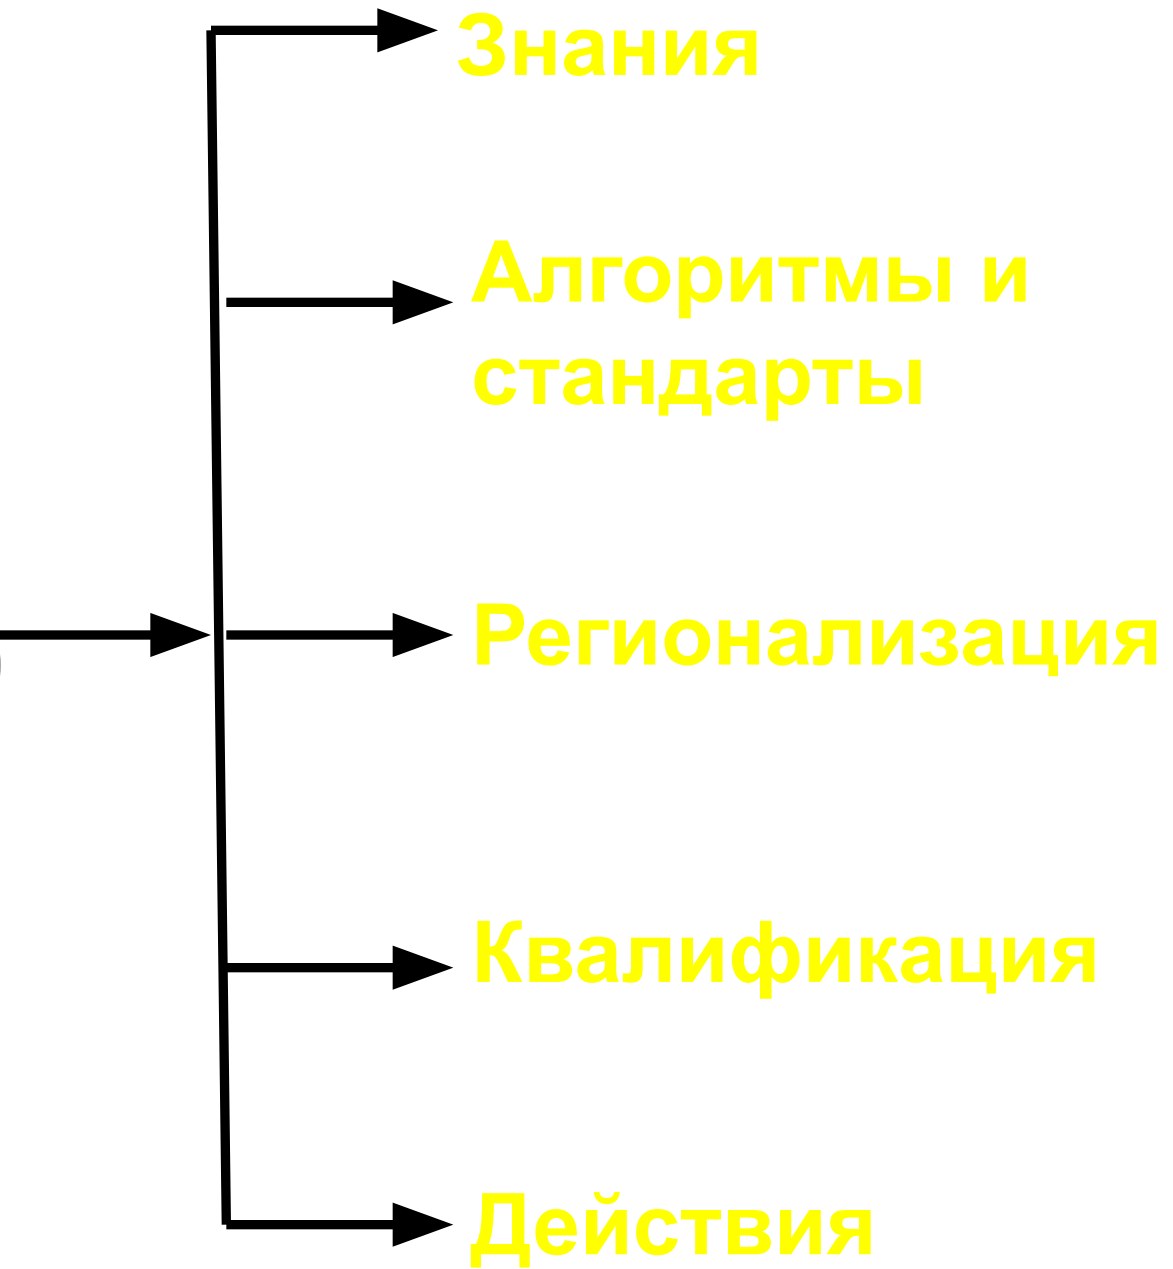 Знания
Алгоритмы и
стандарты
Регионализация
Квалификация
Действия